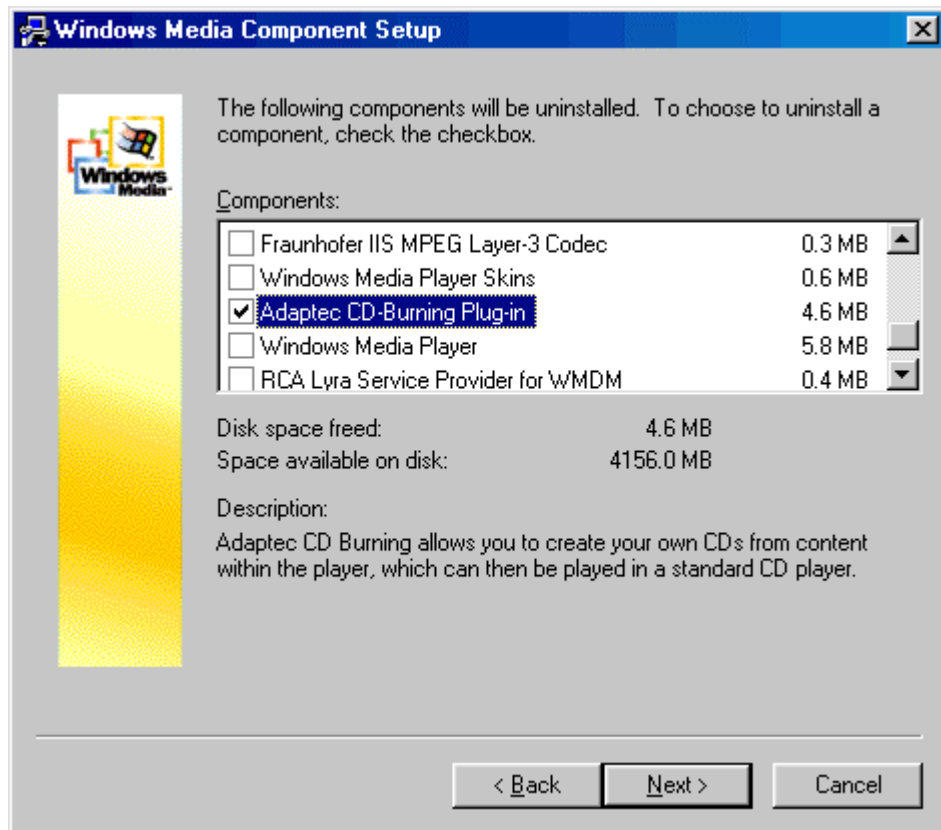 Windows Media Component Setup
The following components will be uninstalled. To choose to uninstall a
component, check the checkbox.
Windows
Media™
Components:
Fraunhofer IIS MPEG Layer-3 Codec 0.3 MB
Windows Media Player Skins 0.6 MB
Adaptec CD-Burning Plug-in 4.6 MB
Windows Media Player 5.8 MB
RCA Lyra Service Provider for WMDM 0.4 MB
Disk space freed: 4.6 MB
Space available on disk: 4156.0 MB
Description:
Adaptec CD Burning allows you to create your own CDs from content
within the player, which can then be played in a standard CD player.
< Back Next > Cancel